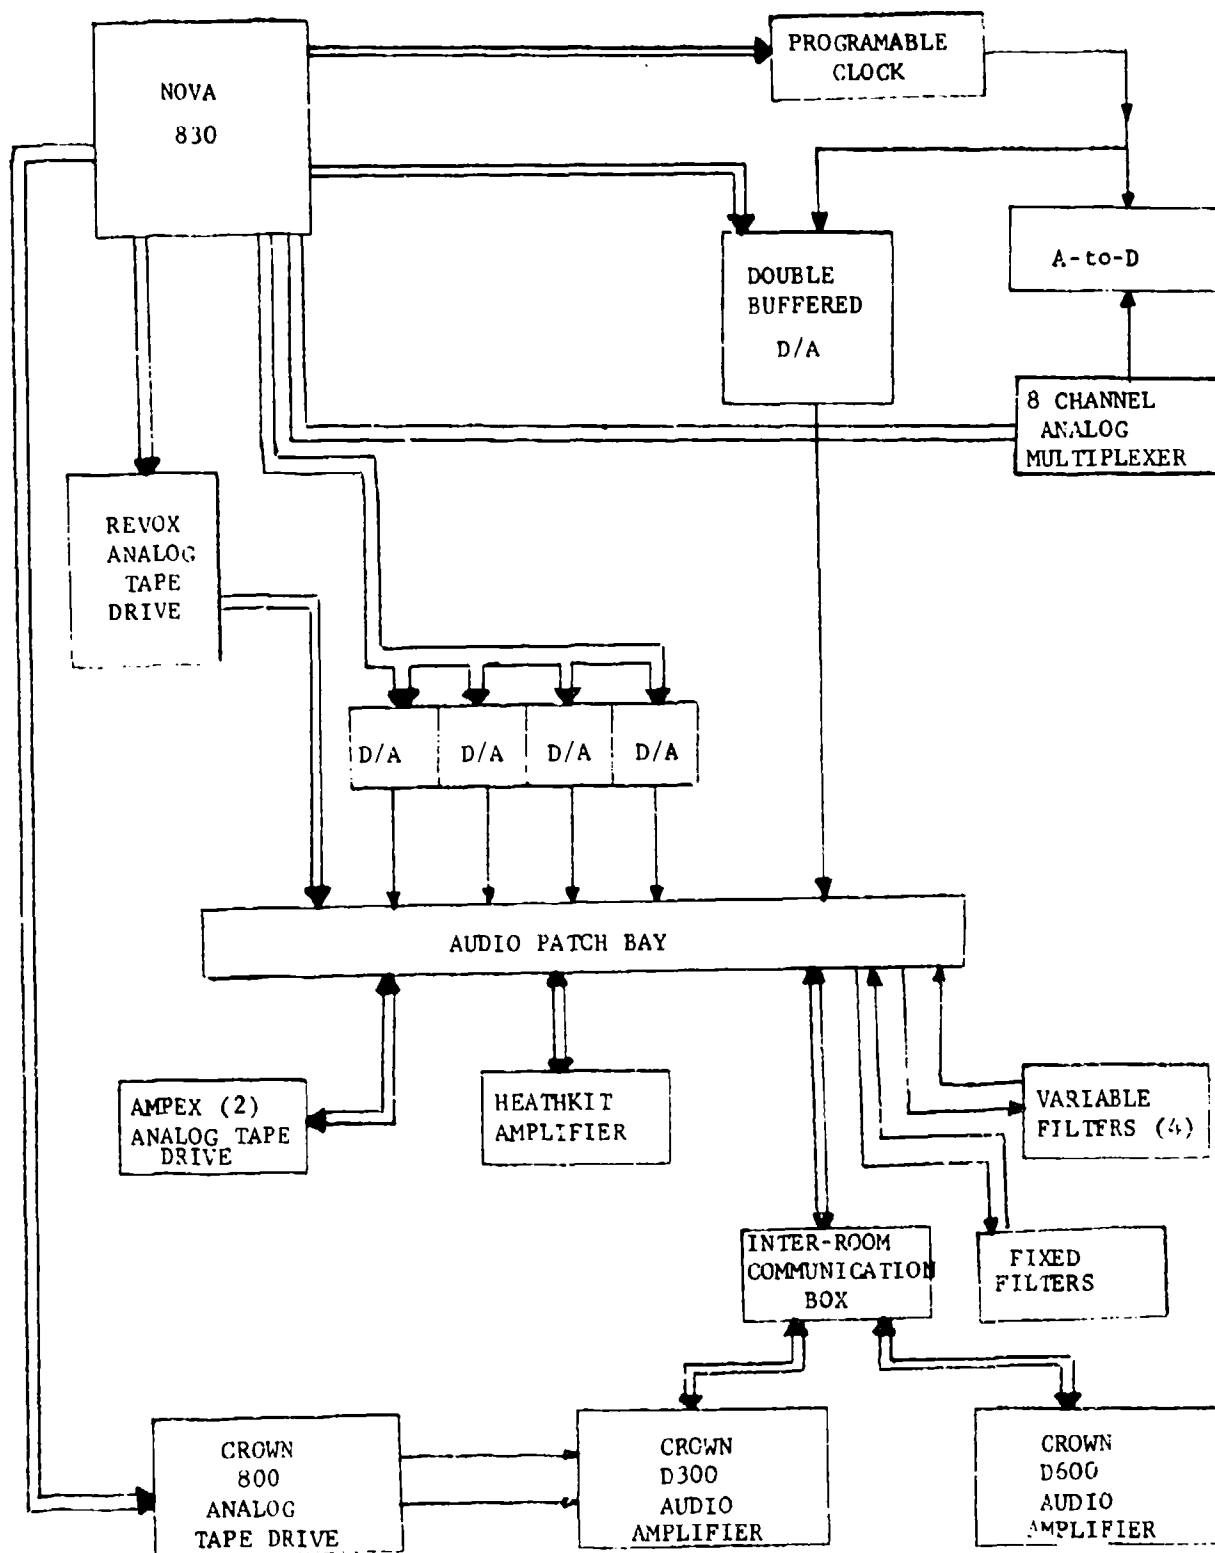 PROGRAMABLE
CLOCK
NOVA
830
A-to-D
DOUBLE
BUFFERED
D/A
8 CHANNEL
ANALOG
MULTIPLEXER
REVOX
ANALOG
TAPE
DRIVE
D/A D/A D/A D/A
AUDIO PATCH BAY
AMPEX (2)
ANALOG TAPE
DRIVE
HEATHKIT
AMPLIFIER
VARIABLE
FILTERS (4)
INTER-ROOM
COMMUNICATION
BOX
FIXED
FILTERS
CROWN
800
ANALOG
TAPE DRIVE
CROWN
D300
AUDIO
AMPLIFIER
CROWN
D600
AUDIO
AMPLIFIER